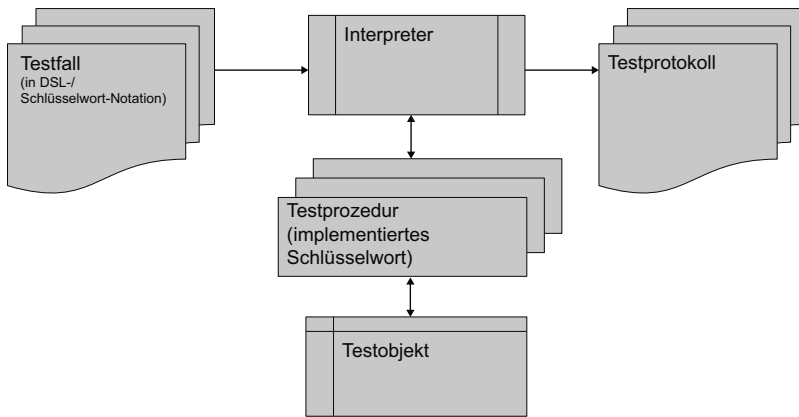 Testfall
(in DSL-/
Schlüsselwort-Notation)
Interpreter
Testprotokoll
Testprozedur
(implementiertes
Schlüsselwort)
Testobjekt